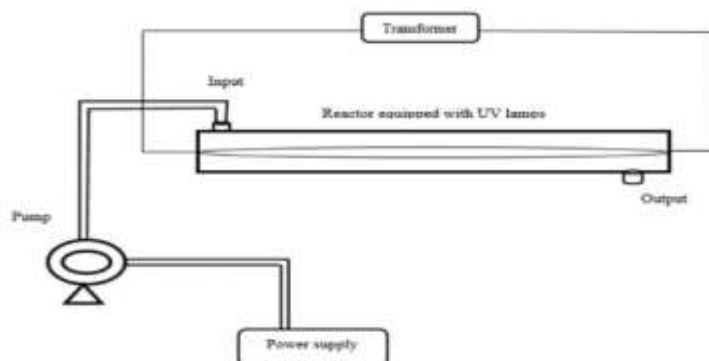 Transformer
Input
Reactor equipped with UV lamps
Pump
Output
Power supply